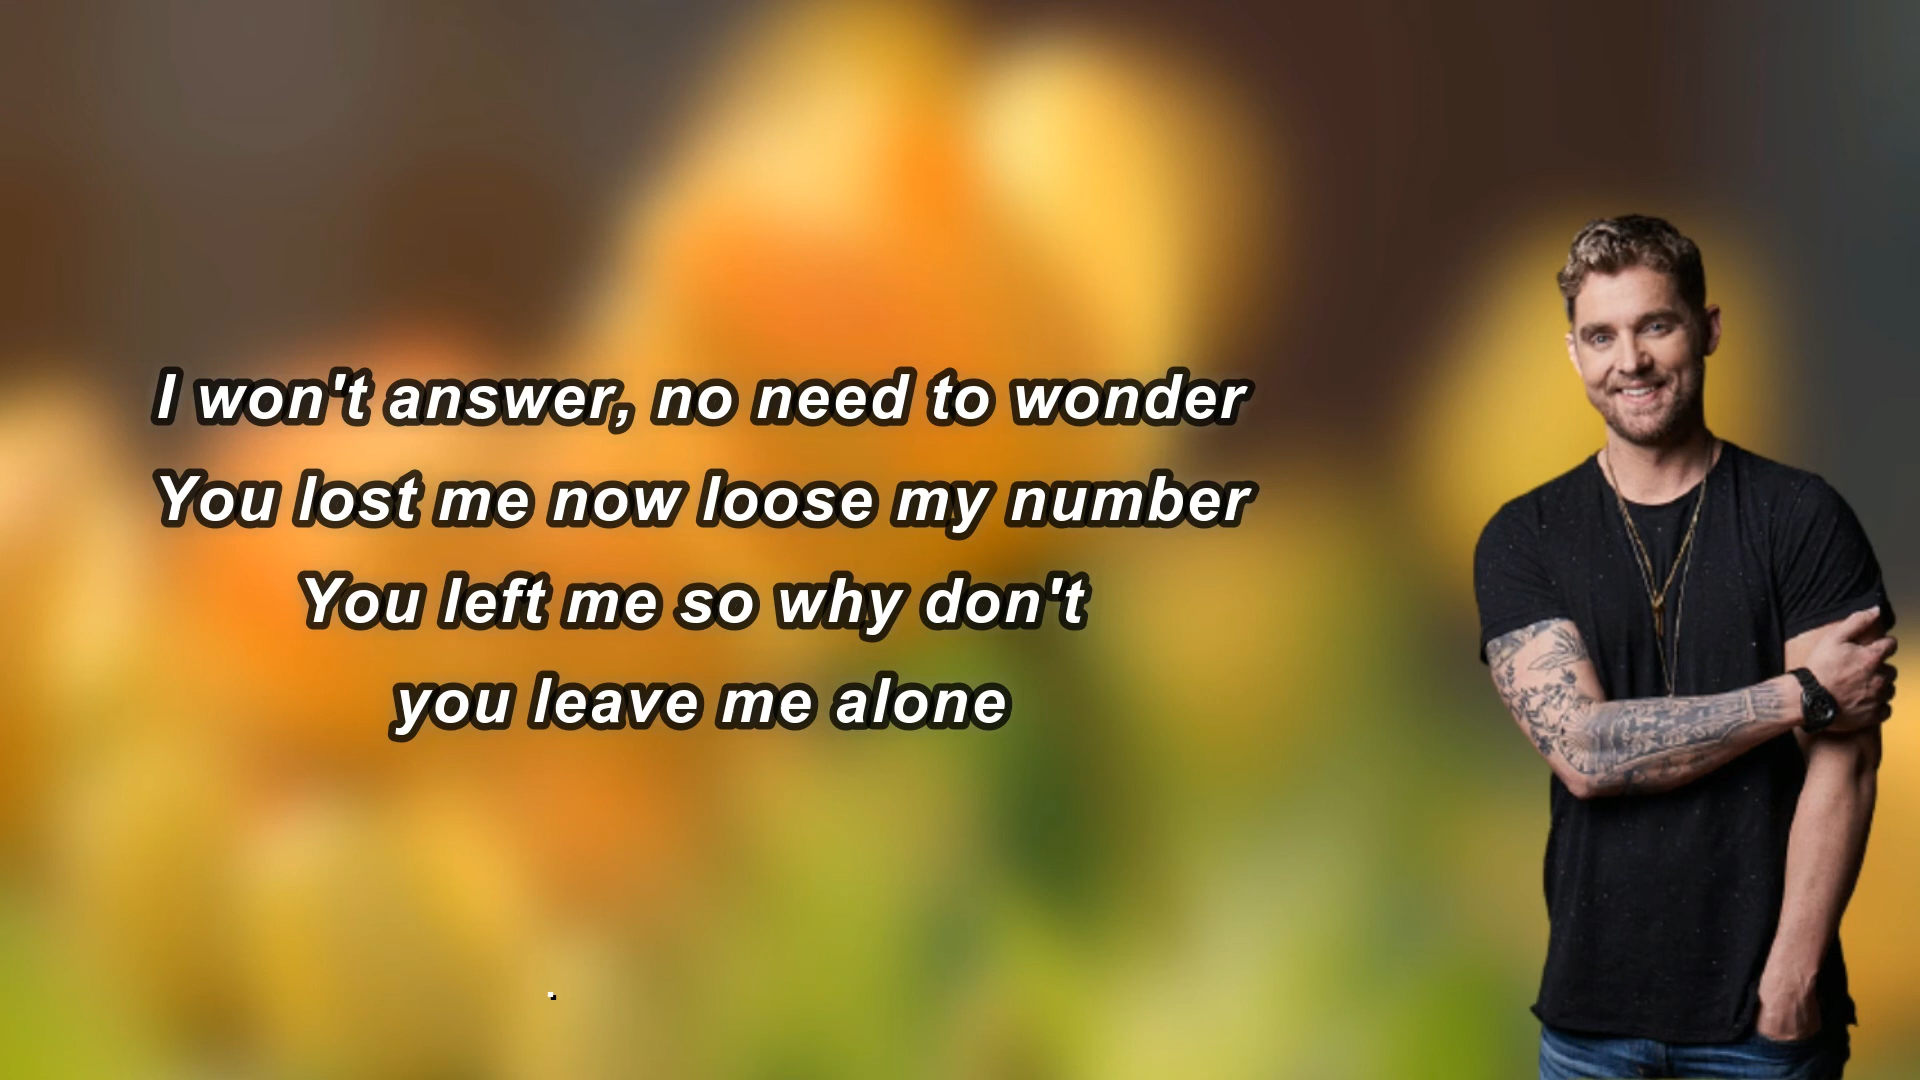 I won't answer, no need to wonder
You lost me now loose my number
You left me so why don't
you leave me alone